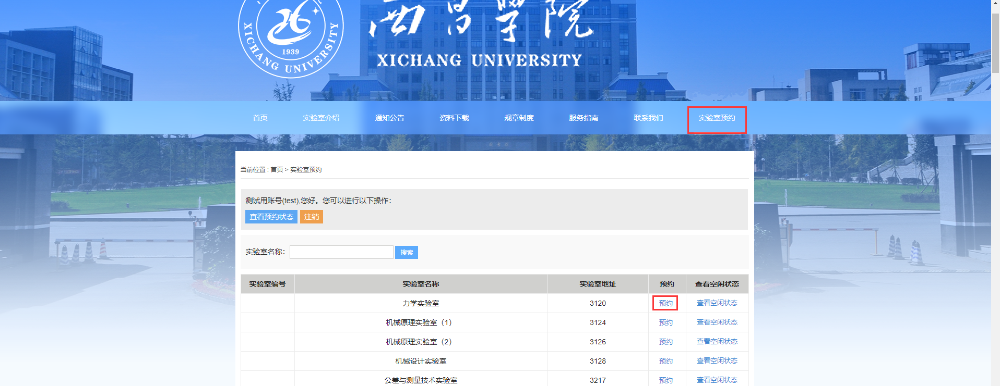 西昌学院
XICHANG UNIVERSITY
1939
XICHANG UNIVERSITY
首页 实验室介绍 通知公告 资料下载 规章制度 服务指南 联系我们 实验室预约
当前位置 : 首页 > 实验室预约
测试用账号(test),您好。您可以进行以下操作：
查看预约状态 注销
实验室名称： 搜索
实验室编号 实验室名称 实验室地址 预约 查看空闲状态
力学实验室 3120 预约 查看空闲状态
机械原理实验室（1） 3124 预约 查看空闲状态
机械原理实验室（2） 3126 预约 查看空闲状态
机械设计实验室 3128 预约 查看空闲状态
公差与测量技术实验室 3217 预约 查看空闲状态